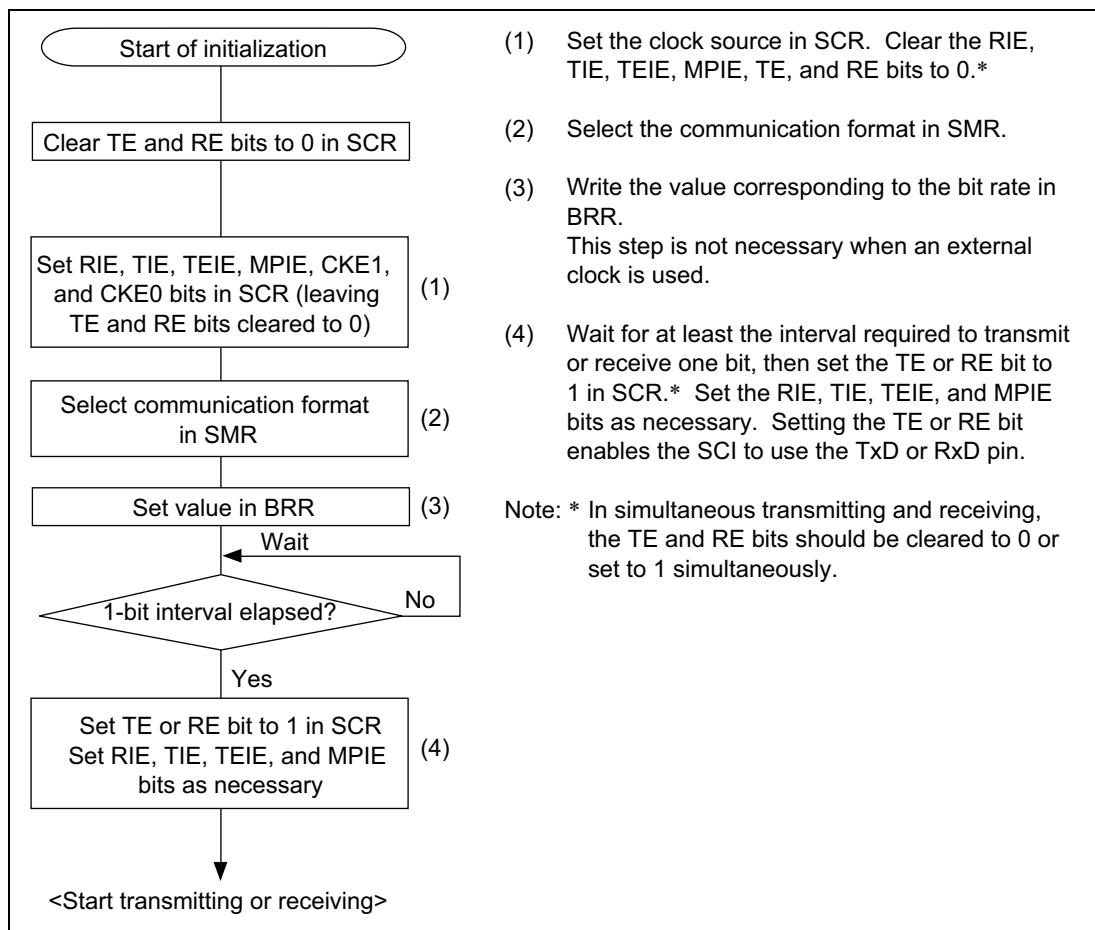 Start of initialization
Clear TE and RE bits to 0 in SCR
Set RIE, TIE, TEIE, MPIE, CKE1,
and CKE0 bits in SCR (leaving
TE and RE bits cleared to 0)
(1)
Select communication format
in SMR
(2)
Set value in BRR
(3)
Wait
1-bit interval elapsed?
No
Yes
Set TE or RE bit to 1 in SCR
Set RIE, TIE, TEIE, and MPIE
bits as necessary
(4)
<Start transmitting or receiving>
(1) Set the clock source in SCR. Clear the RIE,
TIE, TEIE, MPIE, TE, and RE bits to 0.*
(2) Select the communication format in SMR.
(3) Write the value corresponding to the bit rate in
BRR.
This step is not necessary when an external
clock is used.
(4) Wait for at least the interval required to transmit
or receive one bit, then set the TE or RE bit to
1 in SCR.* Set the RIE, TIE, TEIE, and MPIE
bits as necessary. Setting the TE or RE bit
enables the SCI to use the TxD or RxD pin.
Note: * In simultaneous transmitting and receiving,
the TE and RE bits should be cleared to 0 or
set to 1 simultaneously.